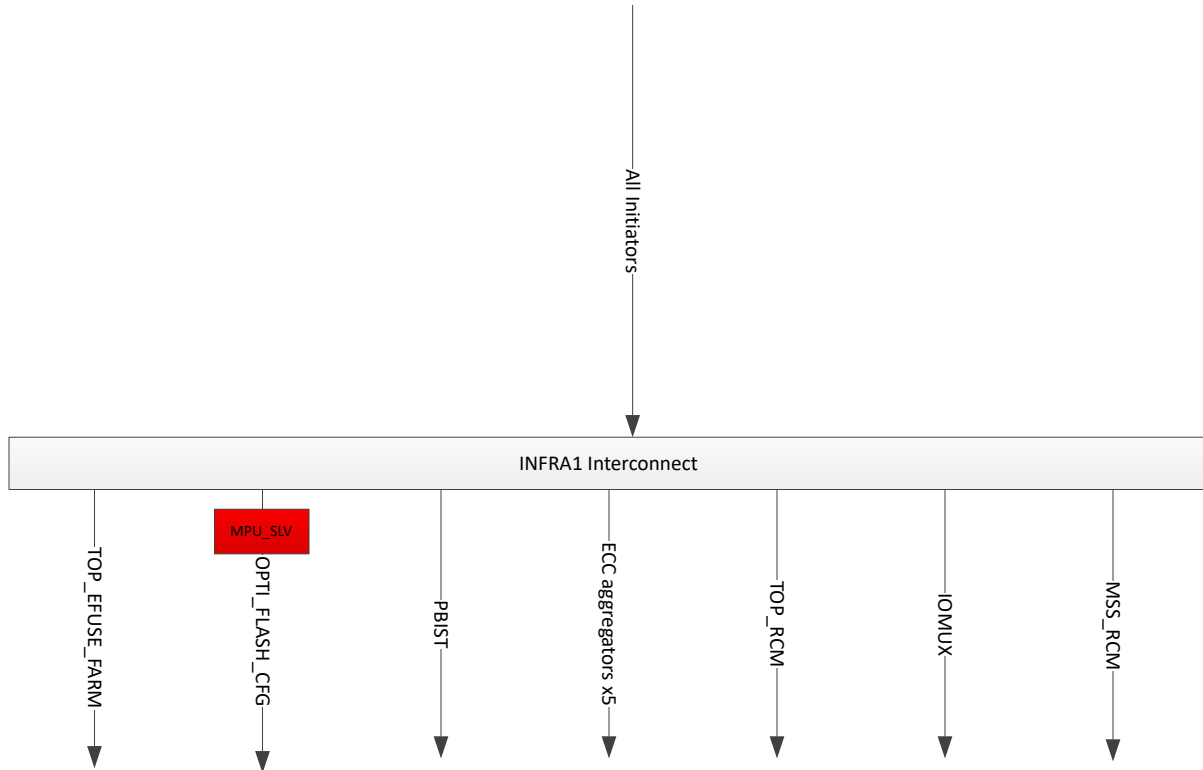 All Initiators
INFRA1 Interconnect
MPU_SLV
TOP_EFUSE_FARM
OPTI_FLASH_CFG
PBIST
ECC aggregators x5
TOP_RCM
IOMUX
MSS_RCM